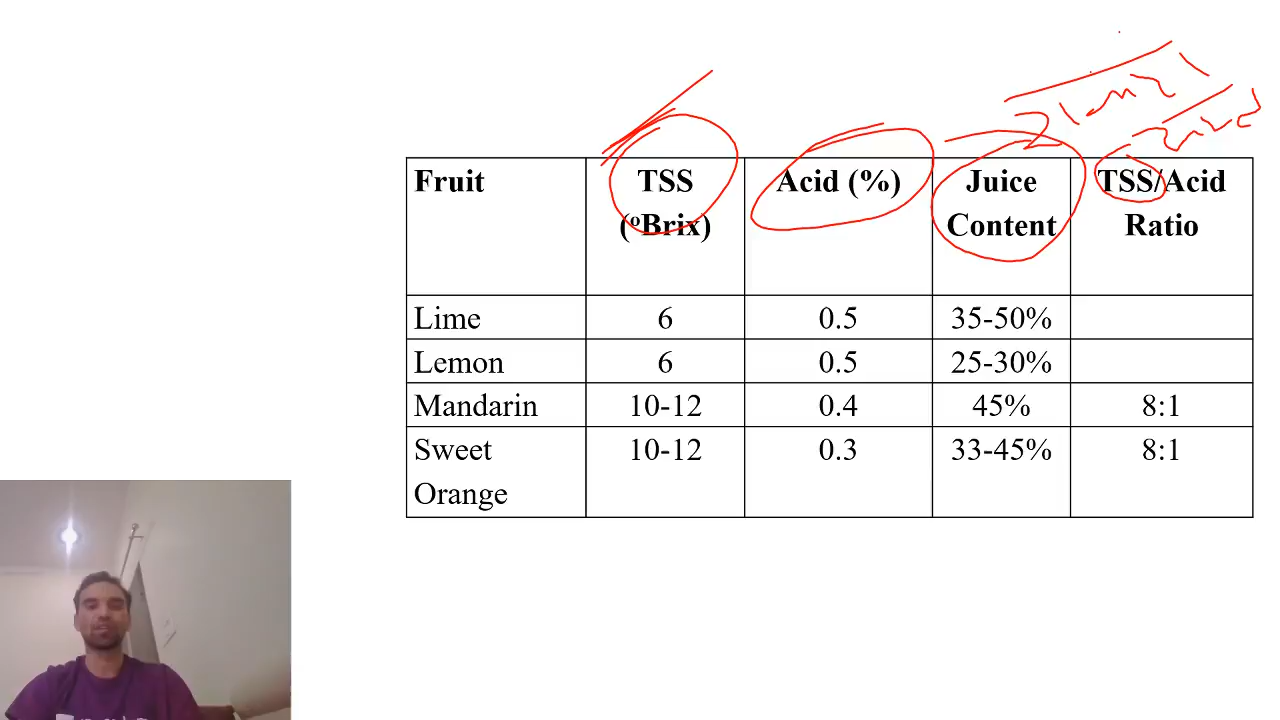 Fruit TSS (ºBrix) Acid (%) Juice Content TSS/Acid Ratio
Lime 6 0.5 35-50%
Lemon 6 0.5 25-30%
Mandarin 10-12 0.4 45% 8:1
Sweet Orange 10-12 0.3 33-45% 8:1